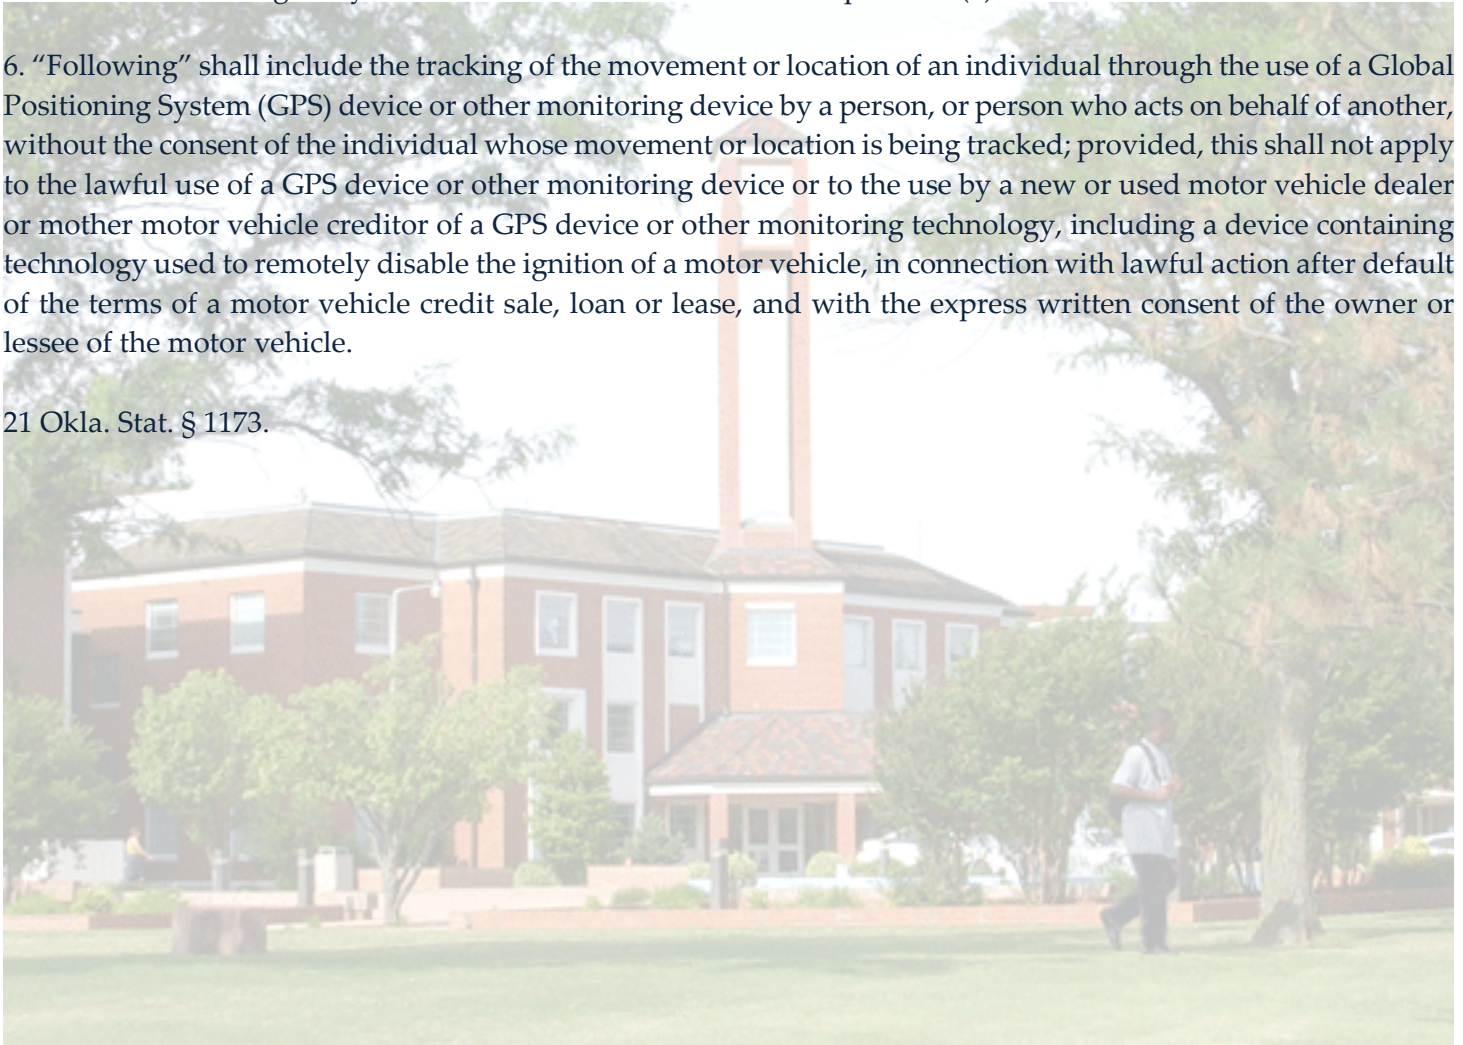 6. “Following” shall include the tracking of the movement or location of an individual through the use of a Global
Positioning System (GPS) device or other monitoring device by a person, or person who acts on behalf of another,
without the consent of the individual whose movement or location is being tracked; provided, this shall not apply
to the lawful use of a GPS device or other monitoring device or to the use by a new or used motor vehicle dealer
or mother motor vehicle creditor of a GPS device or other monitoring technology, including a device containing
technology used to remotely disable the ignition of a motor vehicle, in connection with lawful action after default
of the terms of a motor vehicle credit sale, loan or lease, and with the express written consent of the owner or
lessee of the motor vehicle.
21 Okla. Stat. § 1173.